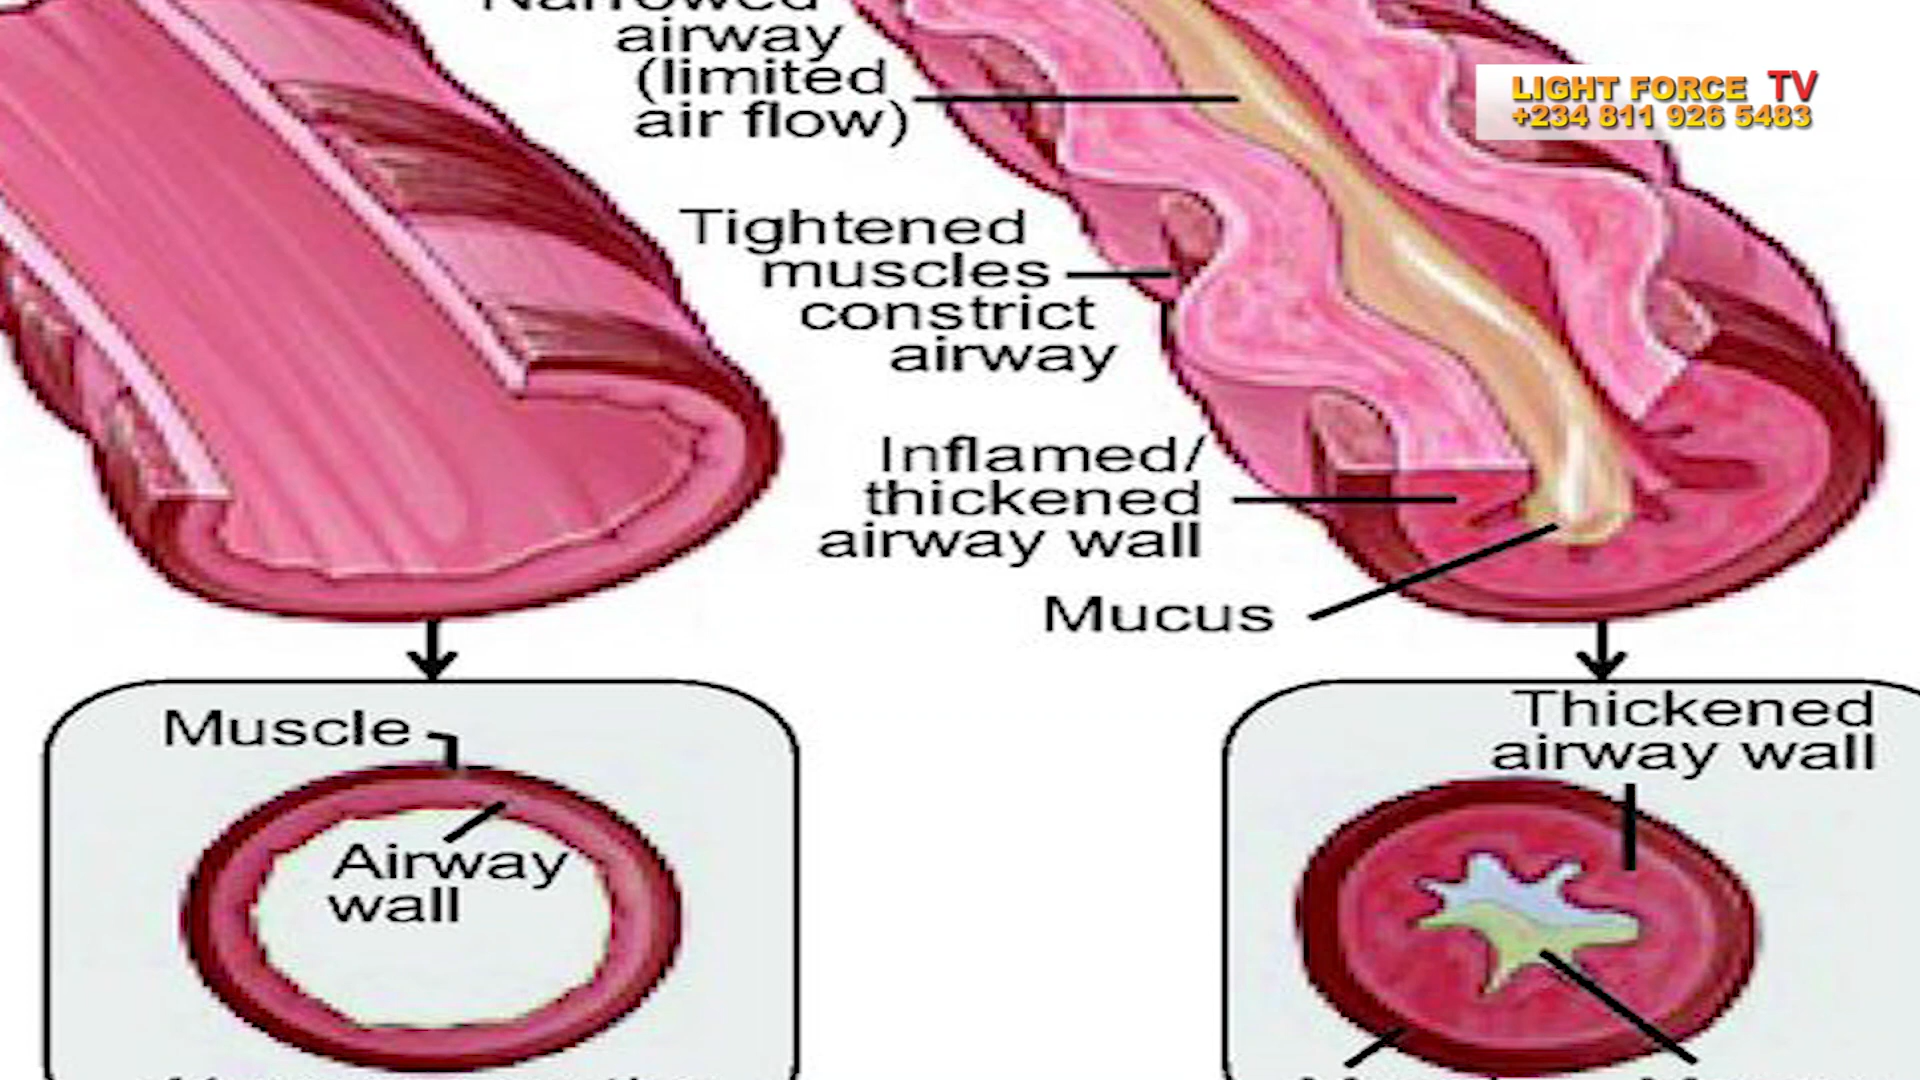 Narrowed
airway
(limited
air flow)
LIGHT FORCE TV
+234 811 926 5483
Tightened
muscles
constrict
airway
Inflamed/
thickened
airway wall
Mucus
Muscle
Airway
wall
Thickened
airway wall